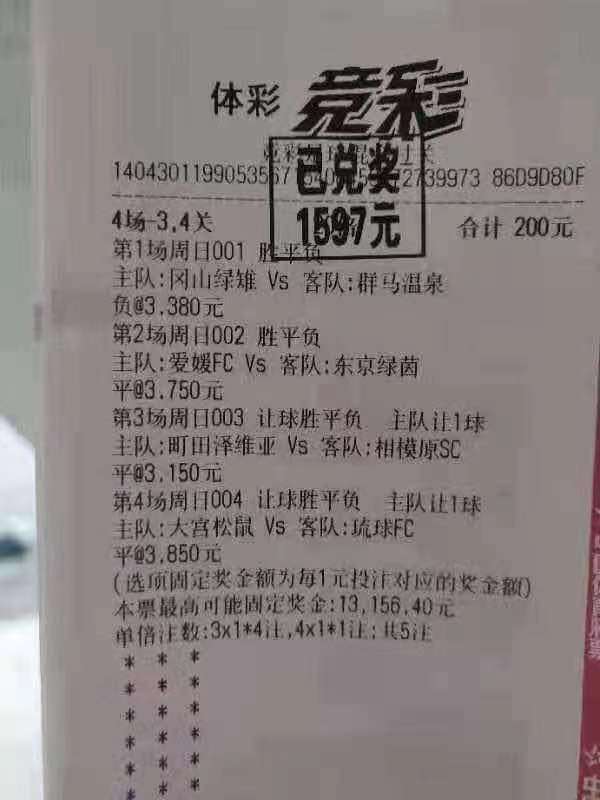 体彩 竞彩
竞彩
86D9D80F
已兑奖
1597元
4场-3,4关
合计 200元
第1场周日001 胜平负
主队:冈山绿雉 Vs 客队:群马温泉
负@3.380元
第2场周日002 胜平负
主队:爱媛FC Vs 客队:东京绿茵
平@3.750元
第3场周日003 让球胜平负 主队让1球
主队:町田泽维亚 Vs 客队:相模原SC
平@3.150元
第4场周日004 让球胜平负 主队让1球
主队:大宫松鼠 Vs 客队:琉球FC
平@3.850元
(选项固定奖金额为每1元投注对应的奖金额)
本票最高可能固定奖金:13,156.40元
单倍注数:3x1*4注,4x1*1注;共5注
* * *
* * *
* * *
* * *
* * *
* * *